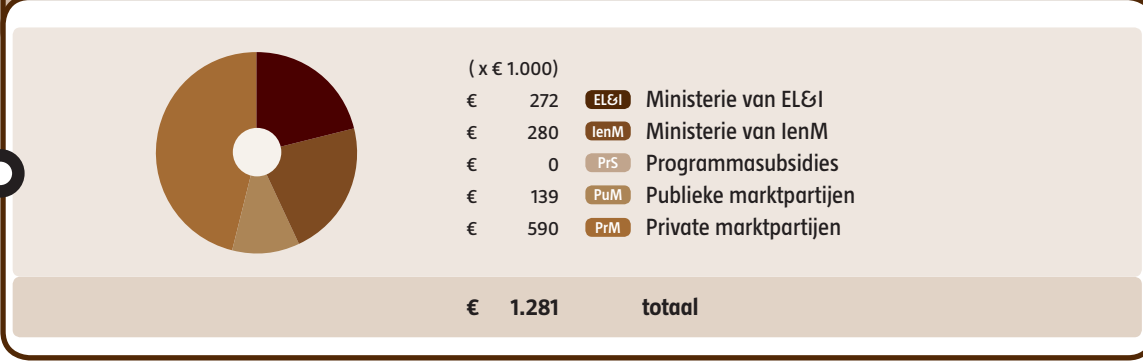 ( x € 1.000)
€ 272 EL&I Ministerie van EL&I
€ 280 IenM Ministerie van IenM
€ 0 PrS Programmasubsidies
€ 139 PuM Publieke marktpartijen
€ 590 PrM Private marktpartijen
€ 1.281 totaal